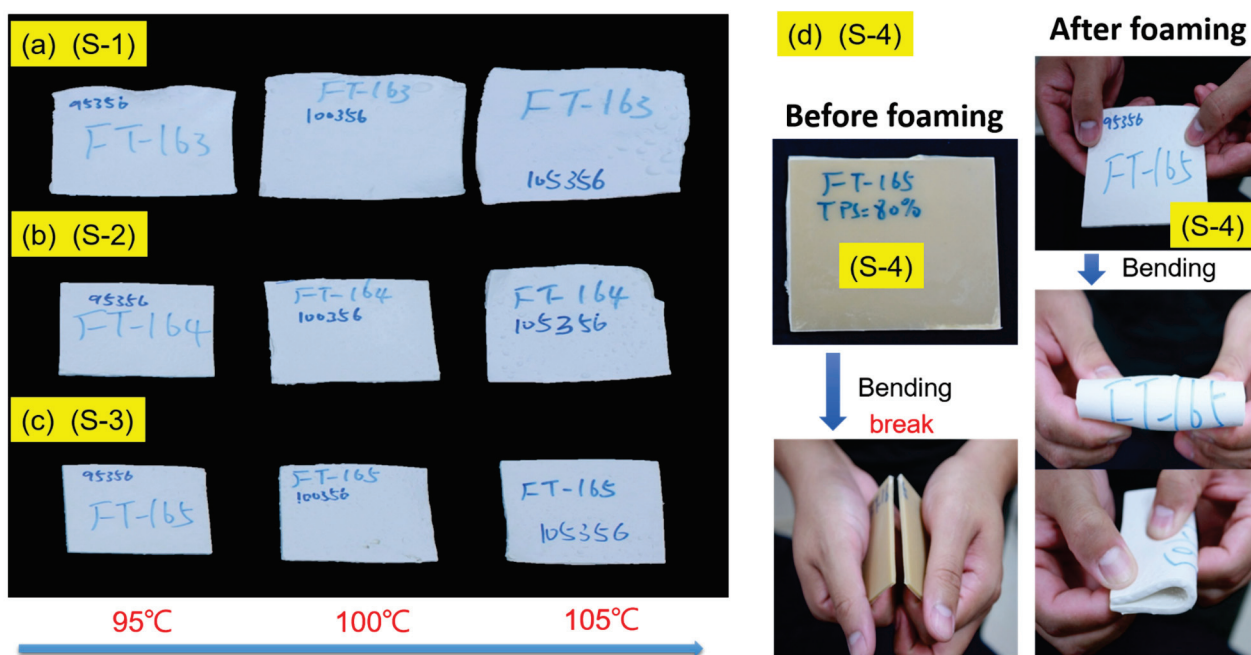 (a) (S-1)
95356
FT-163
FT-163
100356
FT-163
105356
(b) (S-2)
95356
FT-164
FT-164
100356
FT-164
105356
(c) (S-3)
95356
FT-165
FT-165
100356
FT-165
105356
95℃
100℃
105℃
(d) (S-4)
Before foaming
FT-165
TPS=80%
(S-4)
Bending
break
After foaming
95356
FT-165
(S-4)
Bending
FT-165